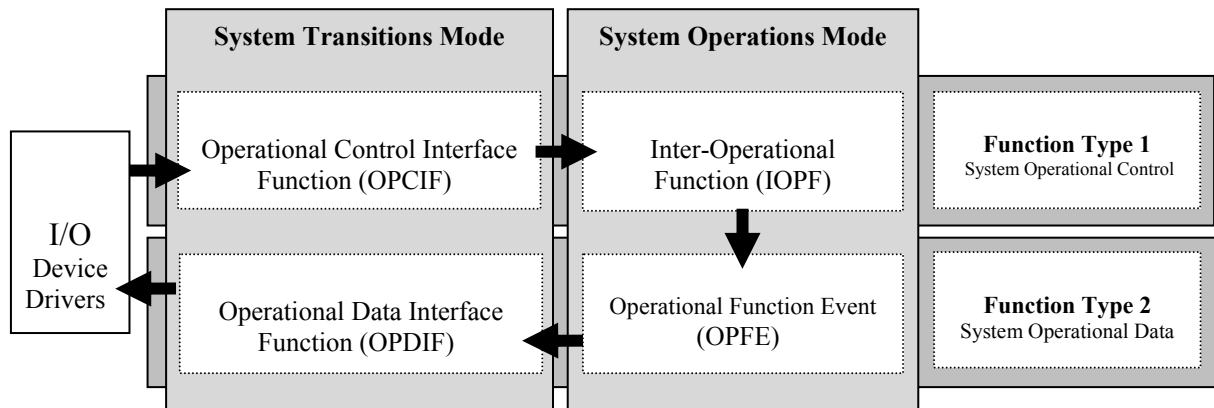 System Transitions Mode
System Operations Mode
Operational Control Interface
Function (OPCIF)
Inter-Operational
Function (IOPF)
Function Type 1
System Operational Control
I/O
Device
Drivers
Operational Data Interface
Function (OPDIF)
Operational Function Event
(OPFE)
Function Type 2
System Operational Data